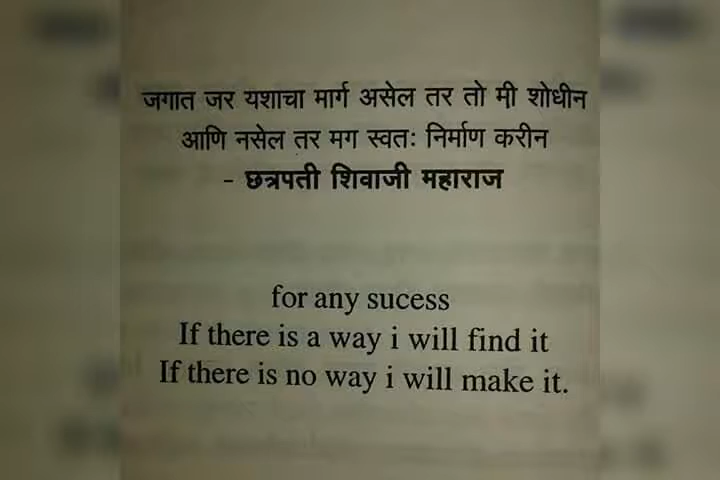 जगात जर यशाचा मार्ग असेल तर तो मी शोधीन
आणि नसेल तर मग स्वतः निर्माण करीन
- छत्रपती शिवाजी महाराज
for any sucess
If there is a way i will find it
If there is no way i will make it.